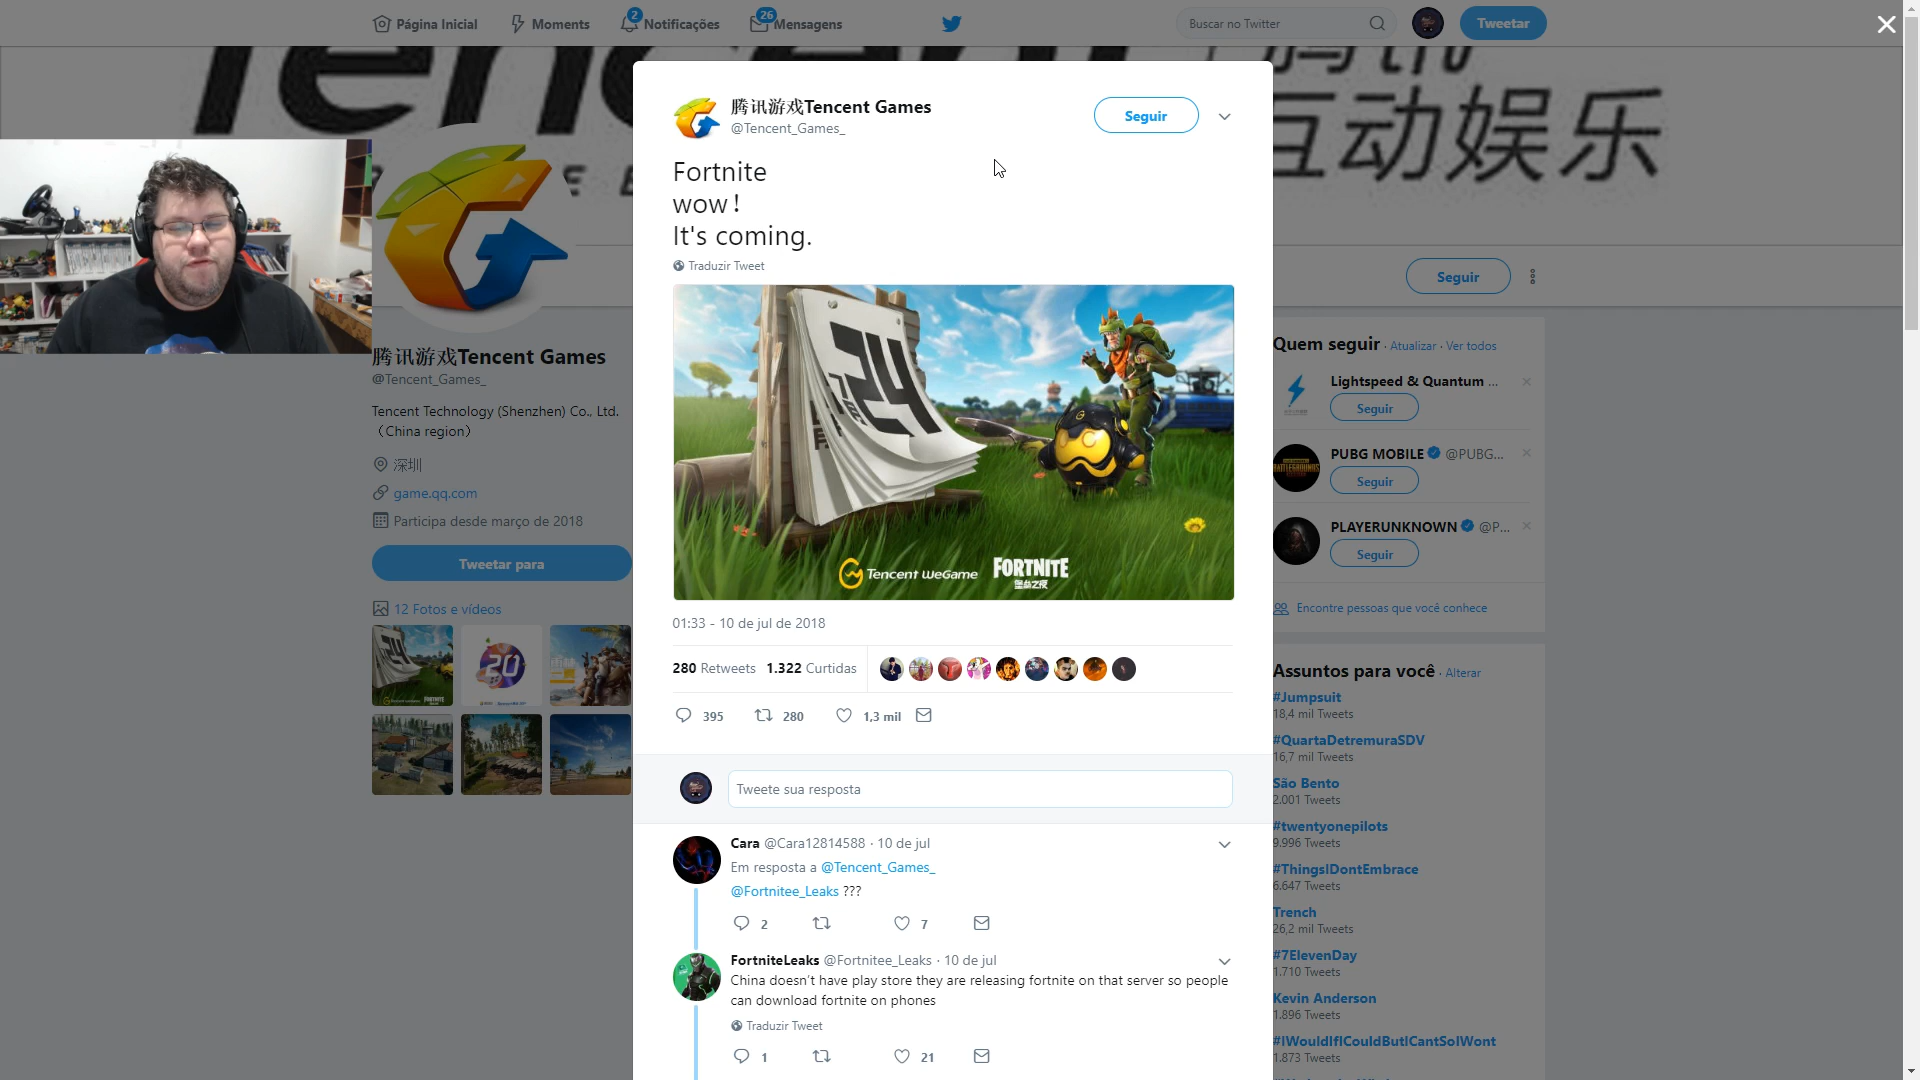 Página Inicial
Moments
2
Notificações
26
Mensagens
Buscar no Twitter
Tweetar
互动娱乐
腾讯游戏Tencent Games
@Tencent_Games_
Seguir
Fortnite
wow！
It's coming.
Traduzir Tweet
24
Tencent WeGame
FORTNITE
堡垒之夜
01:33 - 10 de jul de 2018
280 Retweets 1.322 Curtidas
395
280
1,3 mil
Tweete sua resposta
Cara @Cara12814588 · 10 de jul
Em resposta a @Tencent_Games_
@Fortnitee_Leaks ???
2
7
FortniteLeaks @Fortnitee_Leaks · 10 de jul
China doesn't have play store they are releasing fortnite on that server so people
can download fortnite on phones
Traduzir Tweet
1
21
腾讯游戏Tencent Games
@Tencent_Games_
Tencent Technology (Shenzhen) Co., Ltd.
（China region）
深圳
game.qq.com
Participa desde março de 2018
Tweetar para
12 Fotos e vídeos
20
Seguir
Quem seguir · Atualizar · Ver todos
Lightspeed & Quantum ...
Seguir
PUBG MOBILE @PUBG...
Seguir
PLAYERUNKNOWN @P...
Seguir
Encontre pessoas que você conhece
Assuntos para você · Alterar
#Jumpsuit
18,4 mil Tweets
#QuartaDetremuraSDV
16,7 mil Tweets
São Bento
2.001 Tweets
#twentyonepilots
9.996 Tweets
#ThingsIDontEmbrace
6.647 Tweets
Trench
26,2 mil Tweets
#7ElevenDay
1.710 Tweets
Kevin Anderson
1.896 Tweets
#IWouldIfICouldButICantSoIWont
1.873 Tweets